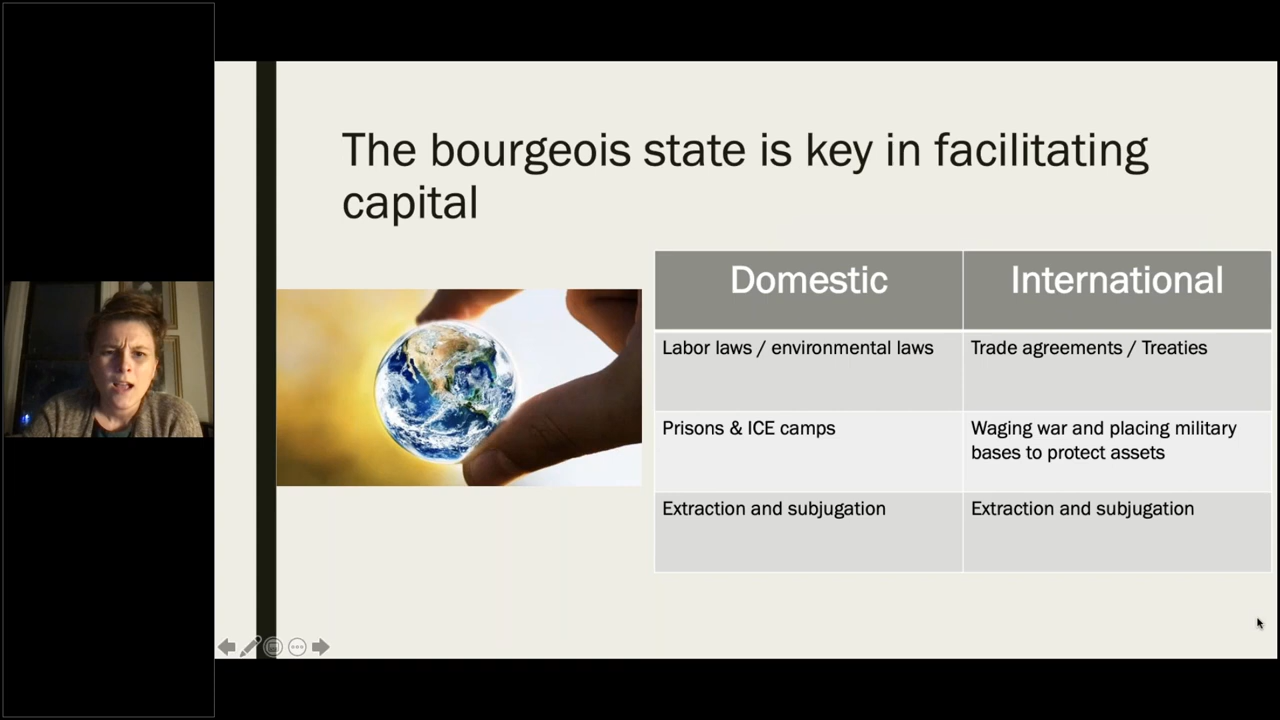 The bourgeois state is key in facilitating
capital
Domestic
International
Labor laws / environmental laws
Trade agreements / Treaties
Prisons & ICE camps
Waging war and placing military
bases to protect assets
Extraction and subjugation
Extraction and subjugation